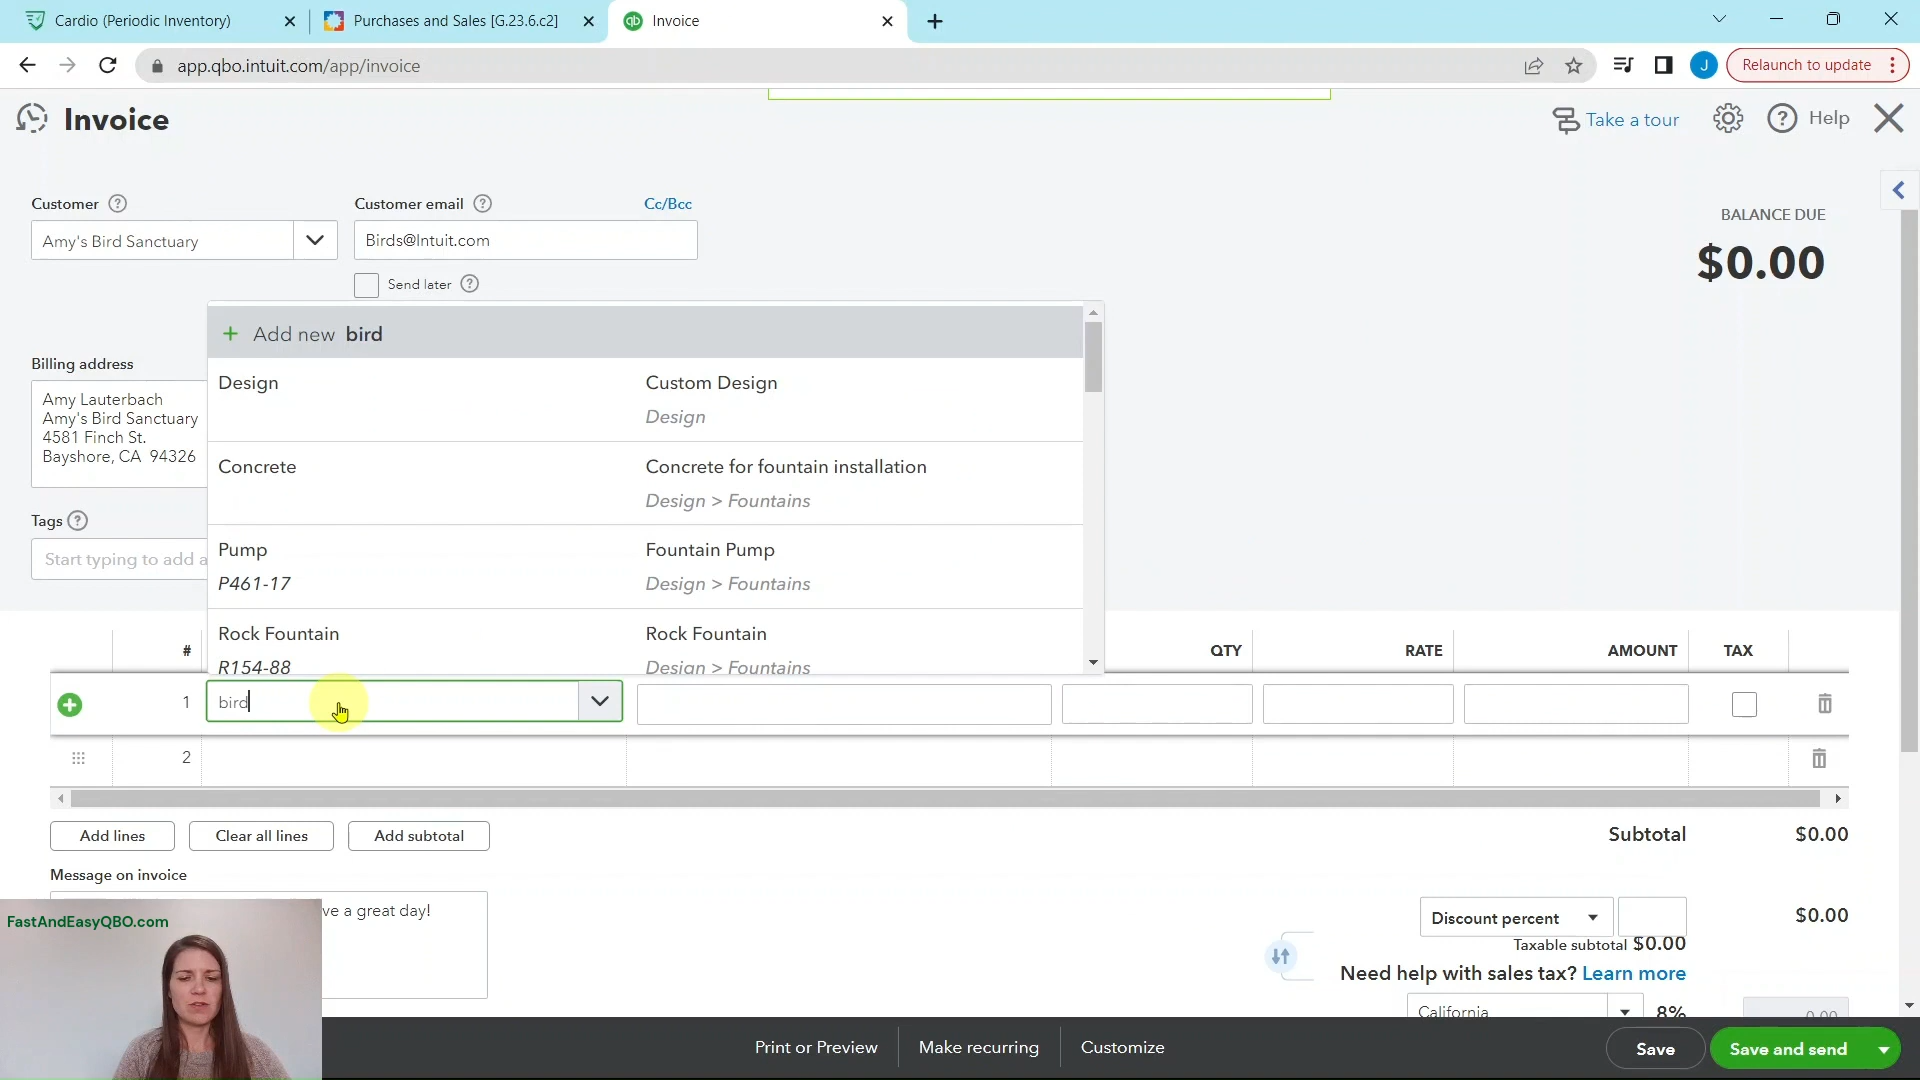 Cardio (Periodic Inventory)
Purchases and Sales [G.23.6.c2]
qb Invoice
app.qbo.intuit.com/app/invoice
J
Relaunch to update
Invoice
Take a tour
Help
Customer
Customer email
Cc/Bcc
BALANCE DUE
Amy's Bird Sanctuary
Birds@Intuit.com
$0.00
Send later
+ Add new bird
Billing address
Design
Custom Design
Design
Amy Lauterbach
Amy's Bird Sanctuary
4581 Finch St.
Bayshore, CA 94326
Concrete
Concrete for fountain installation
Design > Fountains
Tags
Start typing to add a
Pump
Fountain Pump
P461-17
Design > Fountains
Rock Fountain
Rock Fountain
R154-88
Design > Fountains
#
QTY
RATE
AMOUNT
TAX
1
bird
2
Add lines
Clear all lines
Add subtotal
Subtotal
$0.00
Message on invoice
ve a great day!
Discount percent
$0.00
Taxable subtotal $0.00
Need help with sales tax? Learn more
California
8%
0.00
FastAndEasyQBO.com
Print or Preview
Make recurring
Customize
Save
Save and send